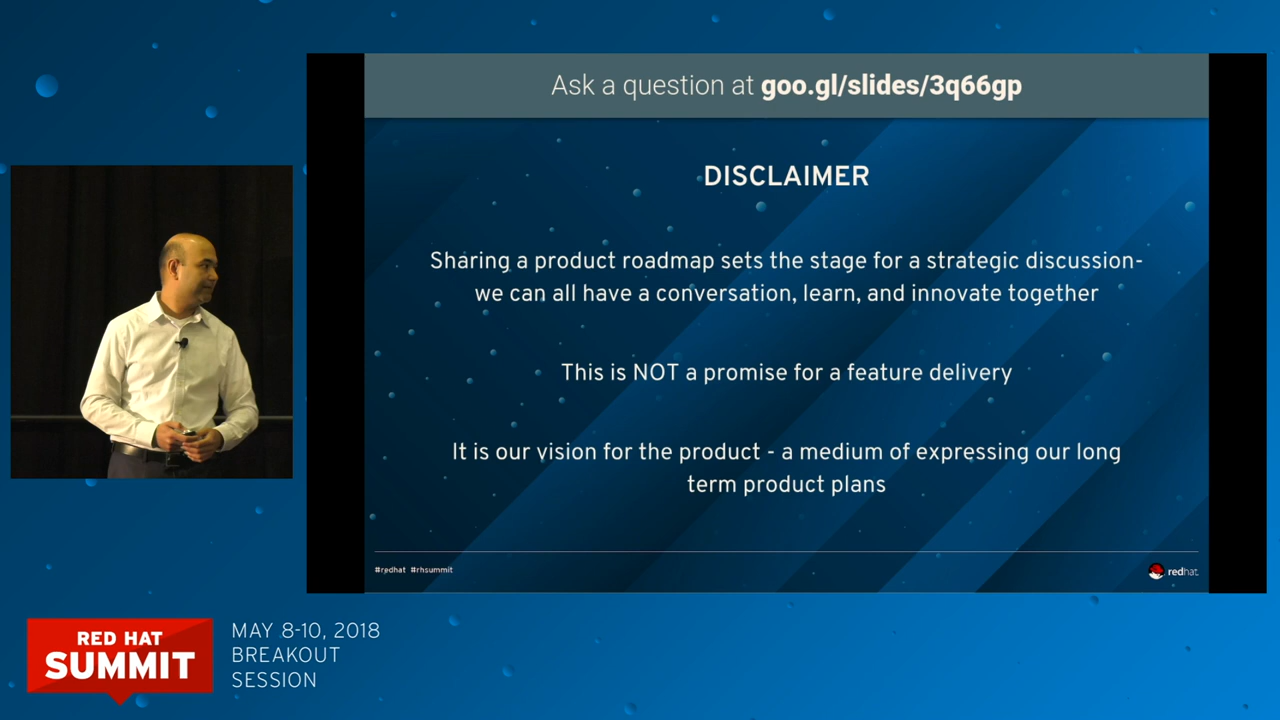 Ask a question at goo.gl/slides/3q66gp
DISCLAIMER
Sharing a product roadmap sets the stage for a strategic discussion-
we can all have a conversation, learn, and innovate together
This is NOT a promise for a feature delivery
It is our vision for the product - a medium of expressing our long
term product plans
#redhat #rhsummit
redhat.
RED HAT
SUMMIT
MAY 8-10, 2018
BREAKOUT
SESSION